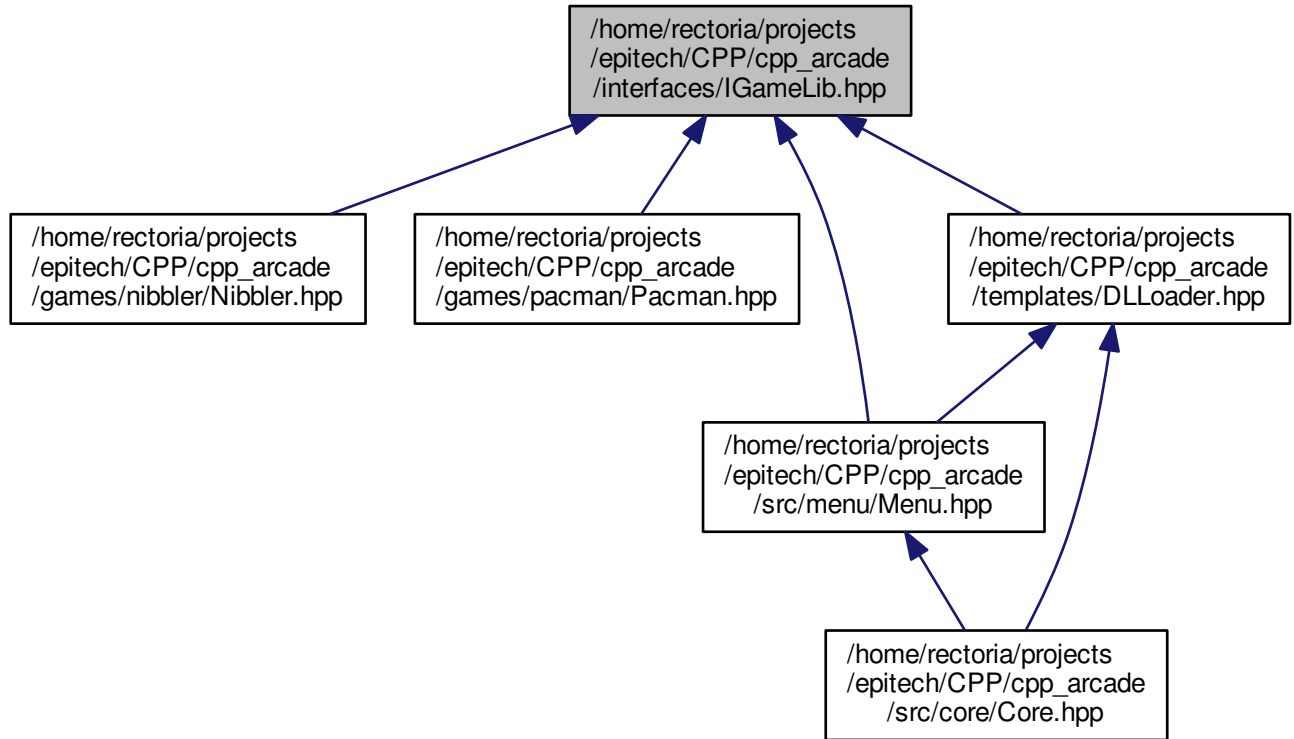 /home/rectoria/projects
/epitech/CPP/cpp_arcade
/interfaces/IGameLib.hpp
/home/rectoria/projects
/epitech/CPP/cpp_arcade
/games/nibbler/Nibbler.hpp
/home/rectoria/projects
/epitech/CPP/cpp_arcade
/games/pacman/Pacman.hpp
/home/rectoria/projects
/epitech/CPP/cpp_arcade
/templates/DLLoader.hpp
/home/rectoria/projects
/epitech/CPP/cpp_arcade
/src/menu/Menu.hpp
/home/rectoria/projects
/epitech/CPP/cpp_arcade
/src/core/Core.hpp